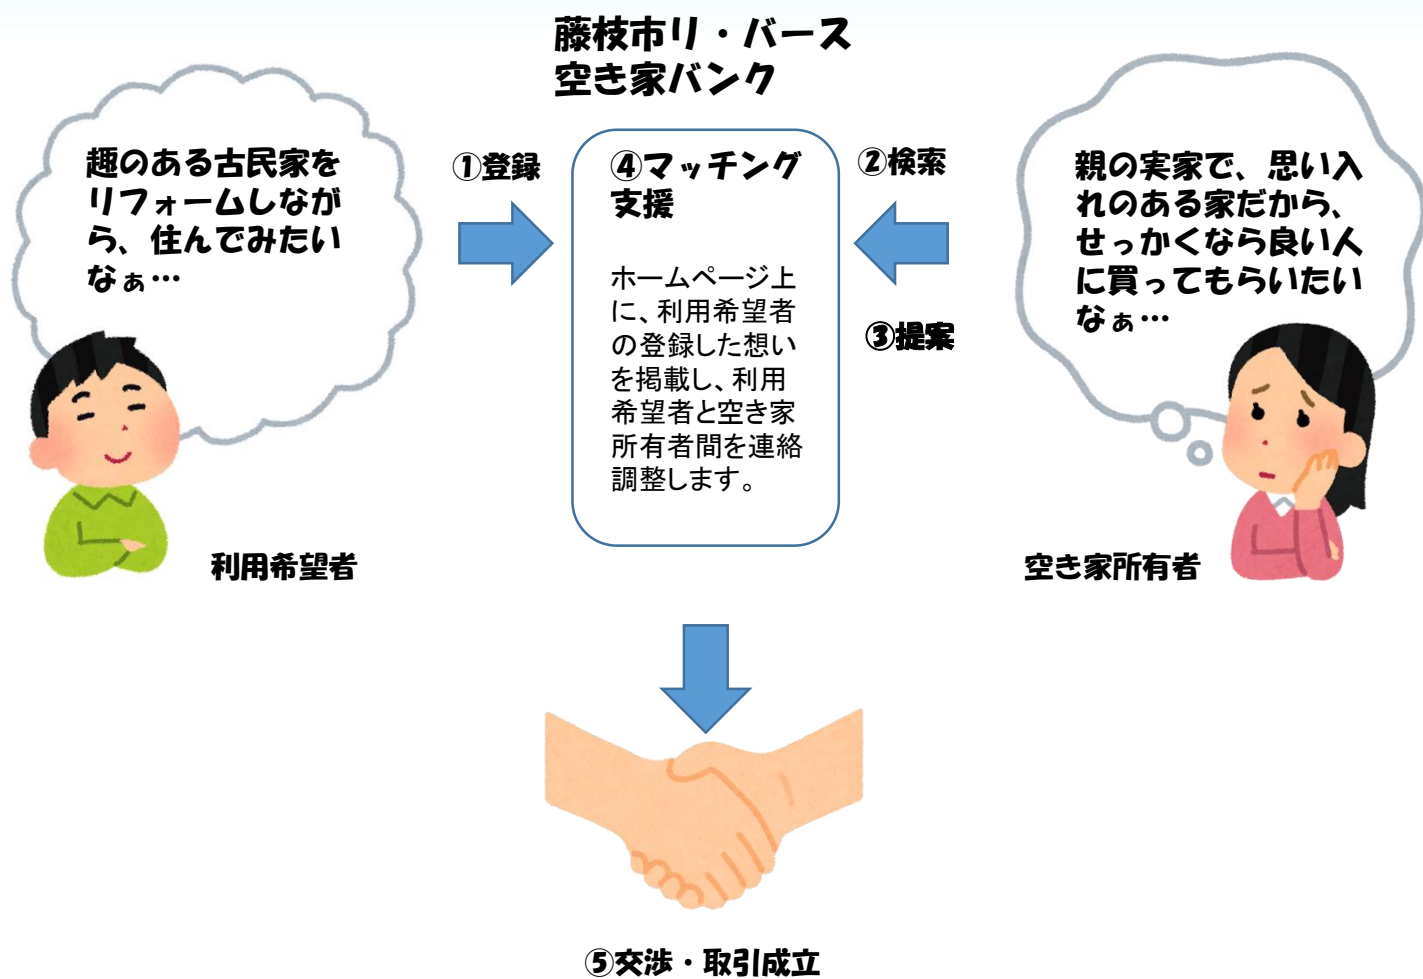 藤枝市リ・バース
空き家バンク
趣のある古民家を
リフォームしなが
ら、住んでみたい
なぁ…
利用希望者
①登録
④マッチング
支援
ホームページ上
に、利用希望者
の登録した想い
を掲載し、利用
希望者と空き家
所有者間を連絡
調整します。
②検索
③提案
親の実家で、思い入
れのある家だから、
せっかくなら良い人
に買ってもらいたい
なぁ…
空き家所有者
⑤交渉・取引成立